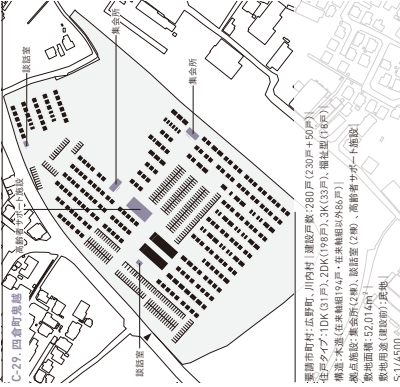 C-29. 四倉町鬼越
高齢者サポート施設
談話室
集会所
集会所
談話室
要請市町村：広野町、川内村｜建設戸数：280戸（230戸＋50戸）｜
住戸タイプ：1DK（31戸）、2DK（198戸）、3K（33戸）、福祉型（18戸）｜
構造：木造（在来軸組194戸・在来軸組以外86戸）｜
拠点施設：集会所（2棟）、談話室（2棟）、高齢者サポート施設｜
敷地面積：52,014m²｜
敷地用途（建設前）：民地｜
1:4500